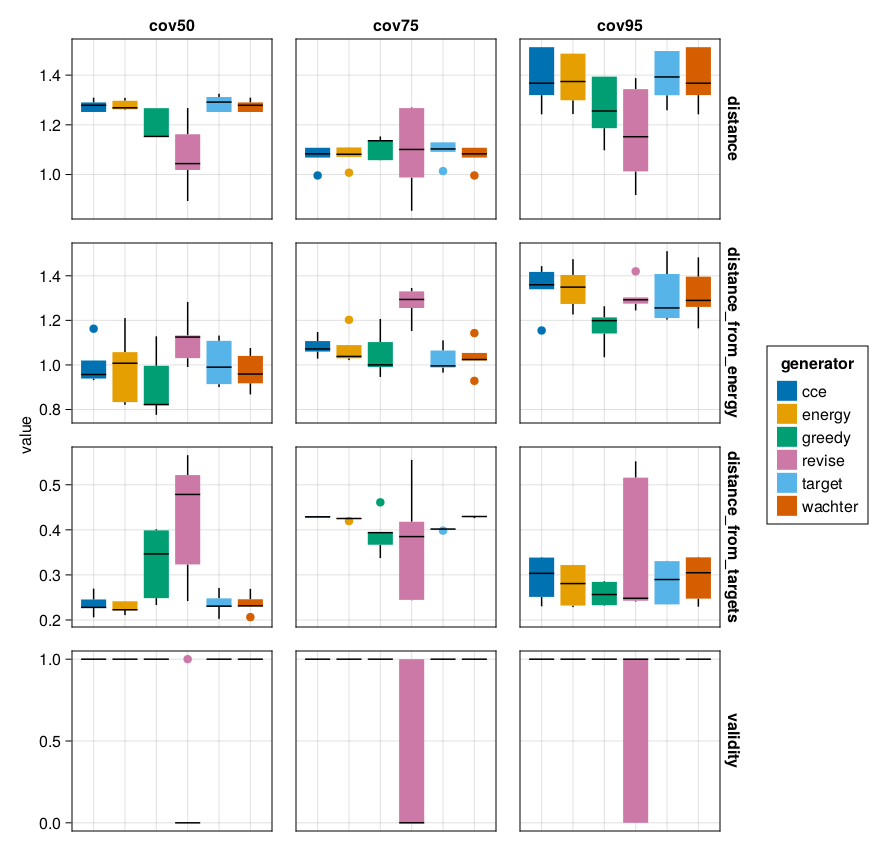 cov50 cov75 cov95
1.4
1.2
1.0
distance
1.4
1.2
1.0
0.8
distance_from_energy
value
0.5
0.4
0.3
0.2
distance_from_targets
1.0
0.5
0.0
validity
generator
cce
energy
greedy
revise
target
wachter